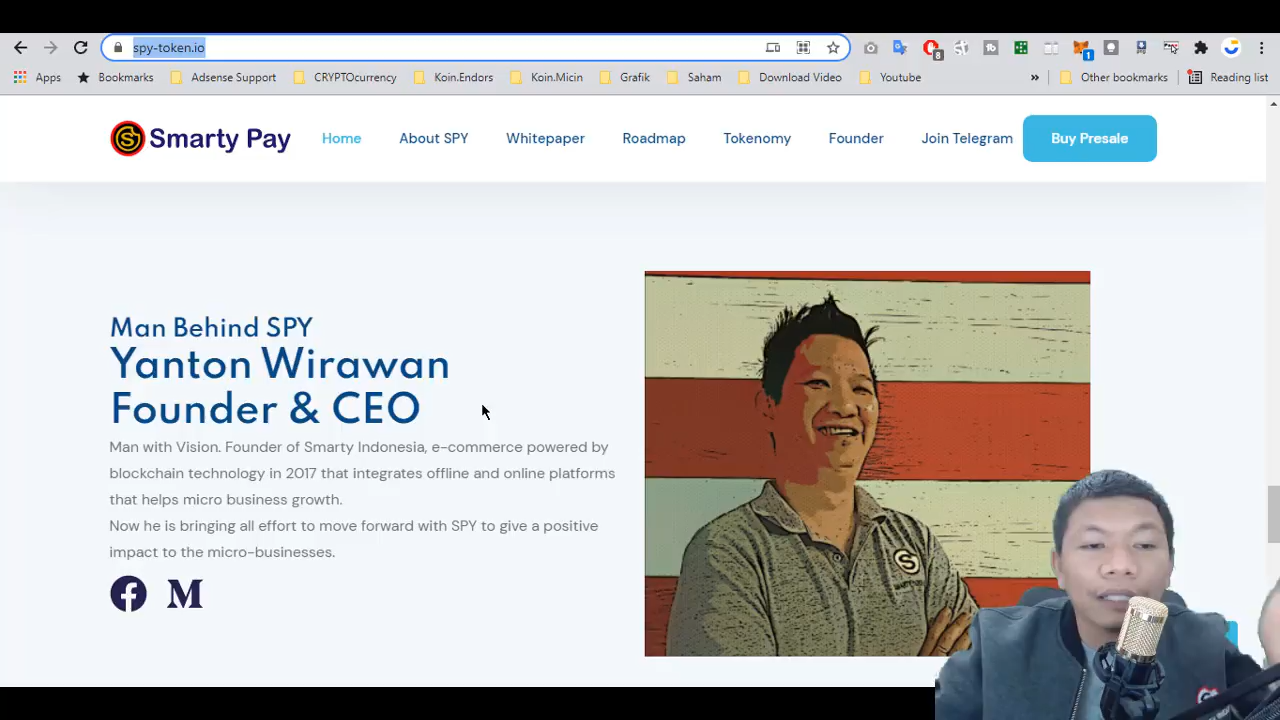 spy-token.io
8
1
Apps Bookmarks Adsense Support CRYPTOcurrency Koin.Endors Koin.Micin Grafik Saham Download Video Youtube » Other bookmarks Reading list
Smarty Pay Home About SPY Whitepaper Roadmap Tokenomy Founder Join Telegram Buy Presale
Man Behind SPY
Yanton Wirawan
Founder & CEO
Man with Vision. Founder of Smarty Indonesia, e-commerce powered by
blockchain technology in 2017 that integrates offline and online platforms
that helps micro business growth.
Now he is bringing all effort to move forward with SPY to give a positive
impact to the micro-businesses.
M